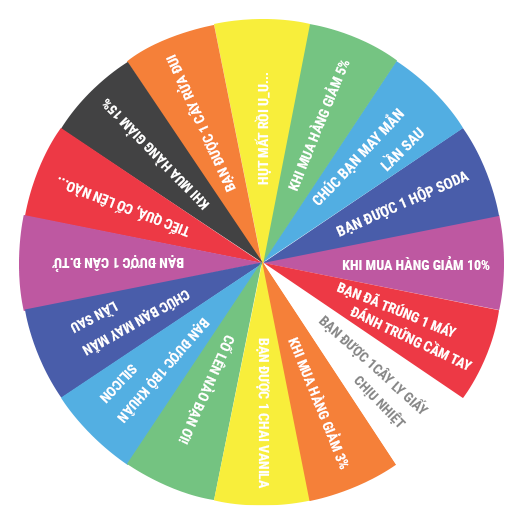 HỤT MẤT RỒI U_U...
KHI MUA HÀNG GIẢM 5%
CHÚC BẠN MAY MẮN
LẦN SAU
BẠN ĐƯỢC 1 HỘP SODA
KHI MUA HÀNG GIẢM 10%
BẠN ĐÃ TRÚNG 1 MÁY
ĐÁNH TRỨNG CẦM TAY
BẠN ĐƯỢC 1CÂY LY GIẤY
CHỊU NHIỆT
KHI MUA HÀNG GIẢM 3%
BẠN ĐƯỢC 1 CHAI VANILA
CỐ LÊN NÀO BẠN ƠI!
BẠN ĐƯỢC 1BỘ KHUÂN
SILICON
CHÚC BẠN MAY MẮN
LẦN SAU
BẠN ĐƯỢC 1 CÂN Đ.TỬ
TIẾC QUÁ, CỐ LÊN NÀO...
KHI MUA HÀNG GIẢM 15%
BẠN ĐƯỢC 1 CÂY RỨA ĐUI